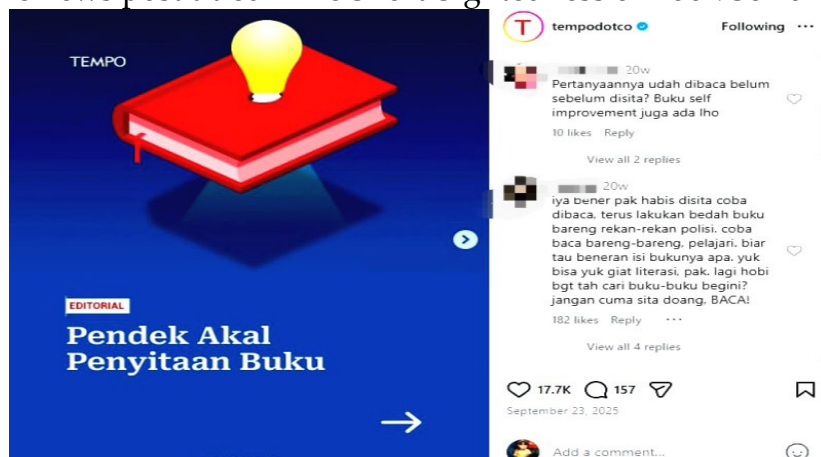 TEMPO
EDITORIAL
Pendek Akal
Penyitaan Buku
T
tempodotco
Following
20w
Pertanyaannya udah dibaca belum
sebelum disita? Buku self
improvement juga ada lho
10 likes Reply
View all 2 replies
20w
iya bener pak habis disita coba
dibaca, terus lakukan bedah buku
bareng rekan-rekan polisi. coba
baca bareng-bareng, pelajari. biar
tau beneran isi bukunya apa. yuk
bisa yuk giat literasi, pak. lagi hobi
bgt tah cari buku-buku begini?
jangan cuma sita doang, BACA!
182 likes Reply
View all 4 replies
17.7K 157
September 23, 2025
Add a comment...